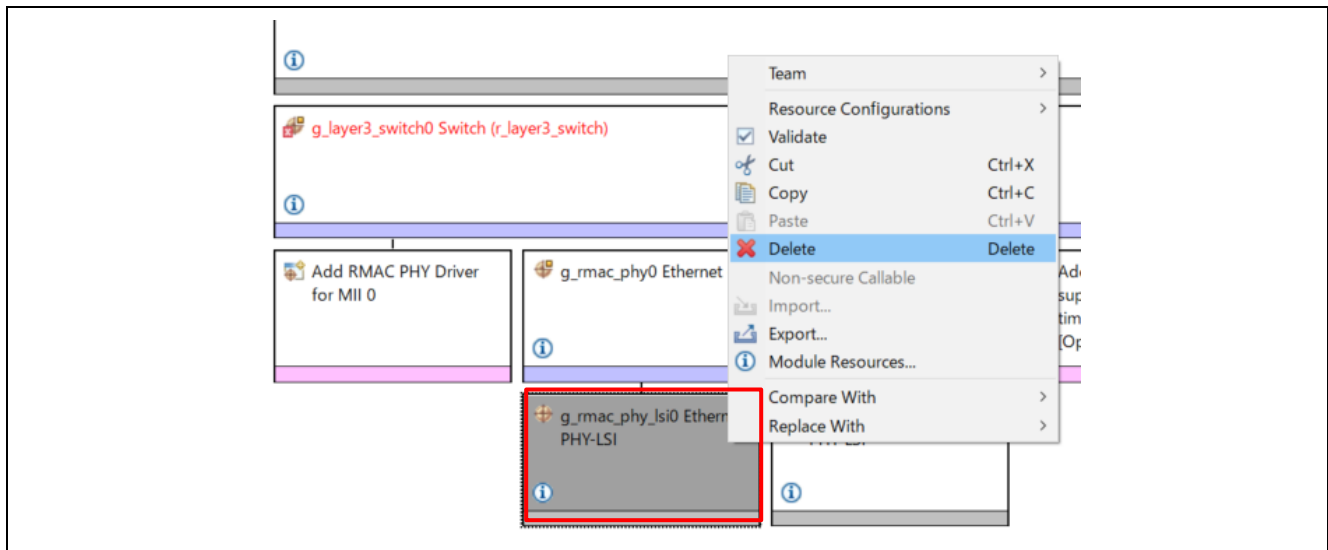 Team
Resource Configurations
g_layer3_switch0 Switch (r_layer3_switch)
Validate
Cut Ctrl+X
Copy Ctrl+C
Paste Ctrl+V
Delete Delete
Add RMAC PHY Driver
for MII 0
g_rmac_phy0 Ethernet
Non-secure Callable
Import...
Export...
Module Resources...
Compare With
Replace With
g_rmac_phy_lsi0
PHY-LSI